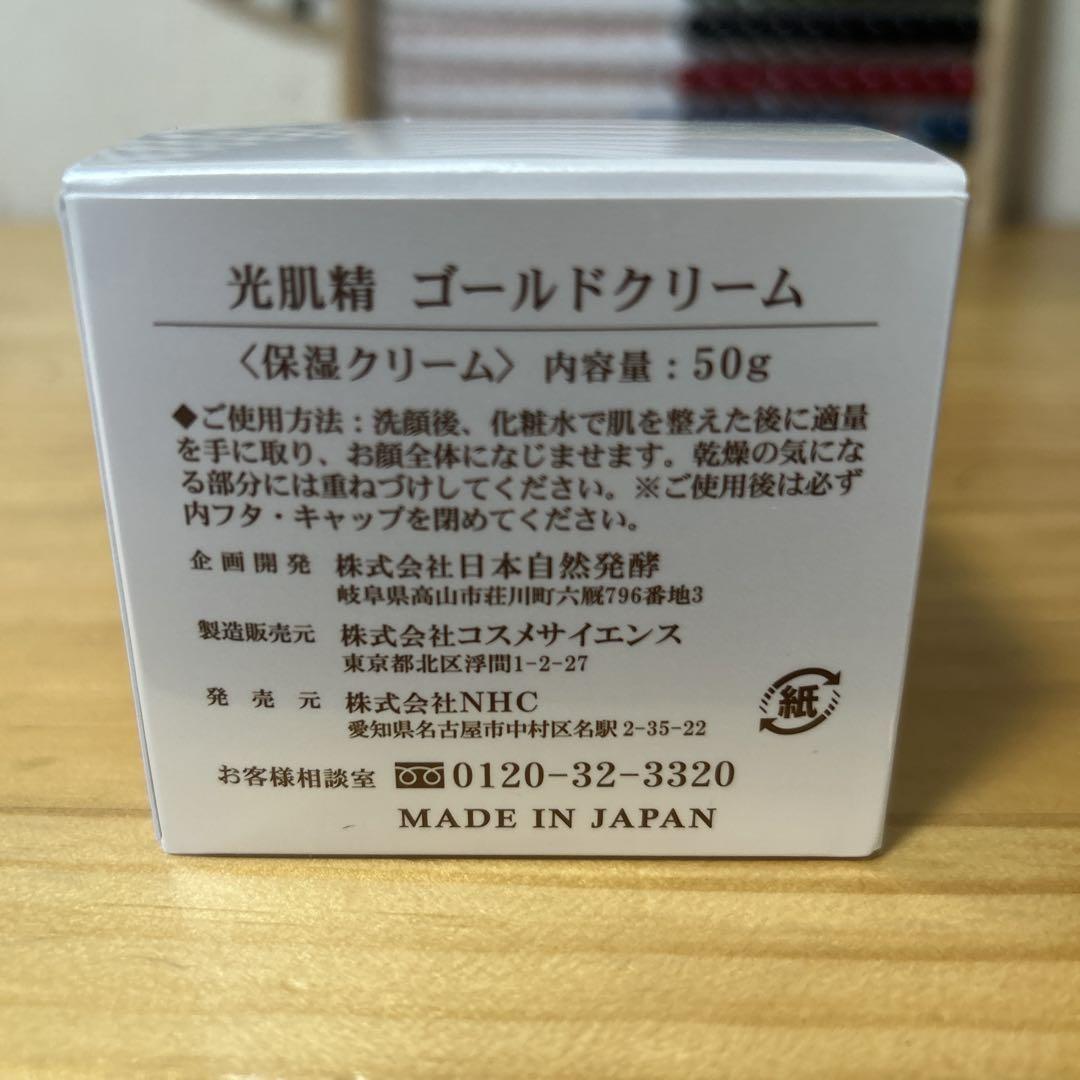 光肌精 ゴールドクリーム
〈保湿クリーム〉 内容量：50g
◆ご使用方法：洗顔後、化粧水で肌を整えた後に適量
を手に取り、お顔全体になじませます。乾燥の気にな
る部分には重ねづけしてください。※ご使用後は必ず
内フタ・キャップを閉めてください。
企画開発 株式会社日本自然発酵
岐阜県高山市荘川町六厩796番地3
製造販売元 株式会社コスメサイエンス
東京都北区浮間1-2-27
発売元 株式会社NHC
愛知県名古屋市中村区名駅2-35-22
紙
お客様相談室 0120-32-3320
MADE IN JAPAN